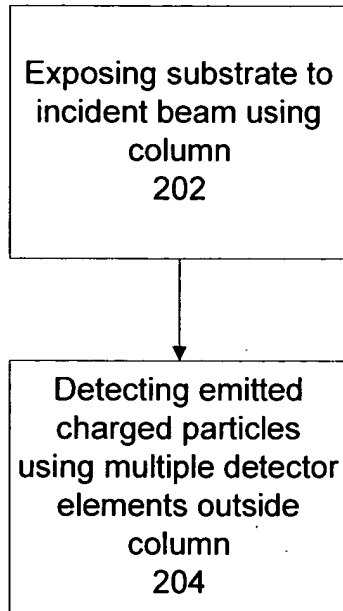 Exposing substrate to
incident beam using
column
202
Detecting emitted
charged particles
using multiple detector
elements outside
column
204